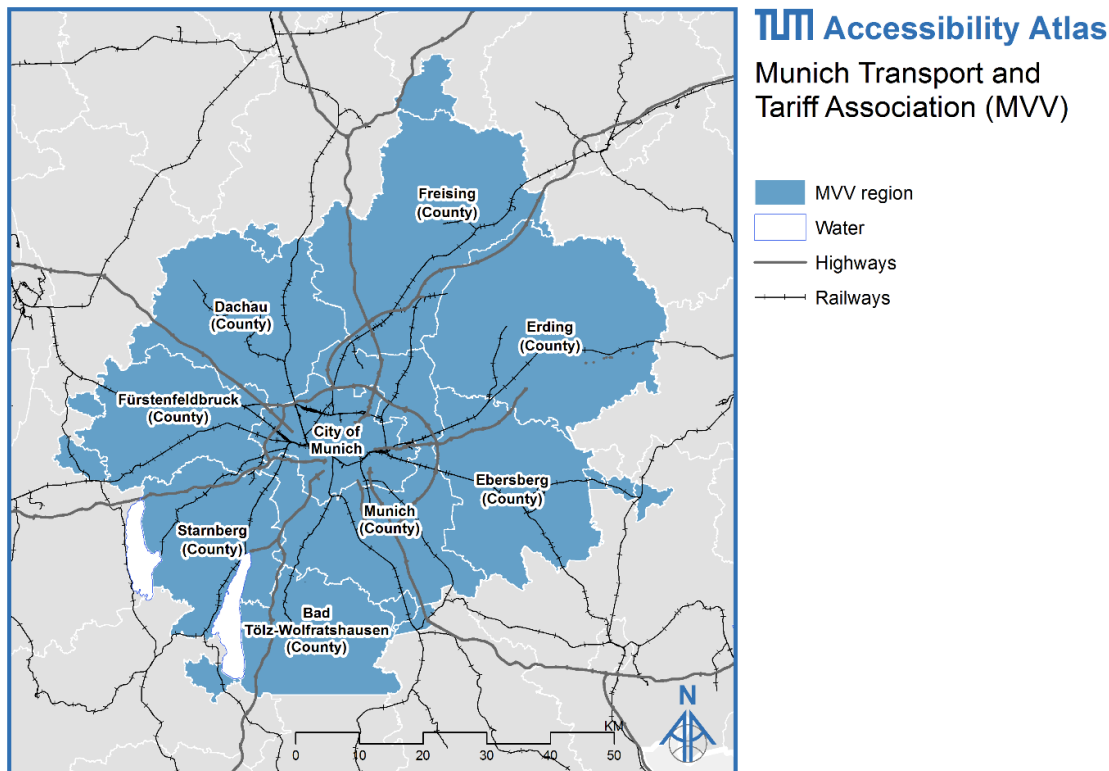 TUM Accessibility Atlas
Munich Transport and
Tariff Association (MVV)
MVV region
Water
Highways
Railways
Freising
(County)
Dachau
(County)
Erding
(County)
Fürstenfeldbruck
(County)
City of
Munich
Ebersberg
(County)
Munich
(County)
Starnberg
(County)
Bad
Tölz-Wolfratshausen
(County)
N
KM
0 10 20 30 40 50